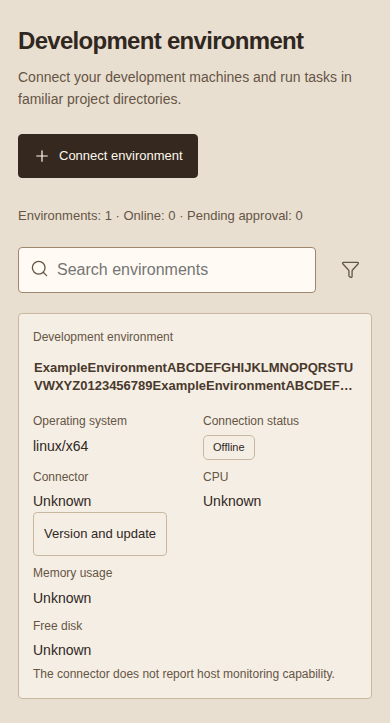 Development environment
Connect your development machines and run tasks in
familiar project directories.
Connect environment
Environments: 1 · Online: 0 · Pending approval: 0
Search environments
Development environment
ExampleEnvironmentABCDEFGHIJKLMNOPQRSTU
VWXYZ0123456789ExampleEnvironmentABCDEF…
Operating system
Connection status
linux/x64
Offline
Connector
CPU
Unknown
Unknown
Version and update
Memory usage
Unknown
Free disk
Unknown
The connector does not report host monitoring capability.